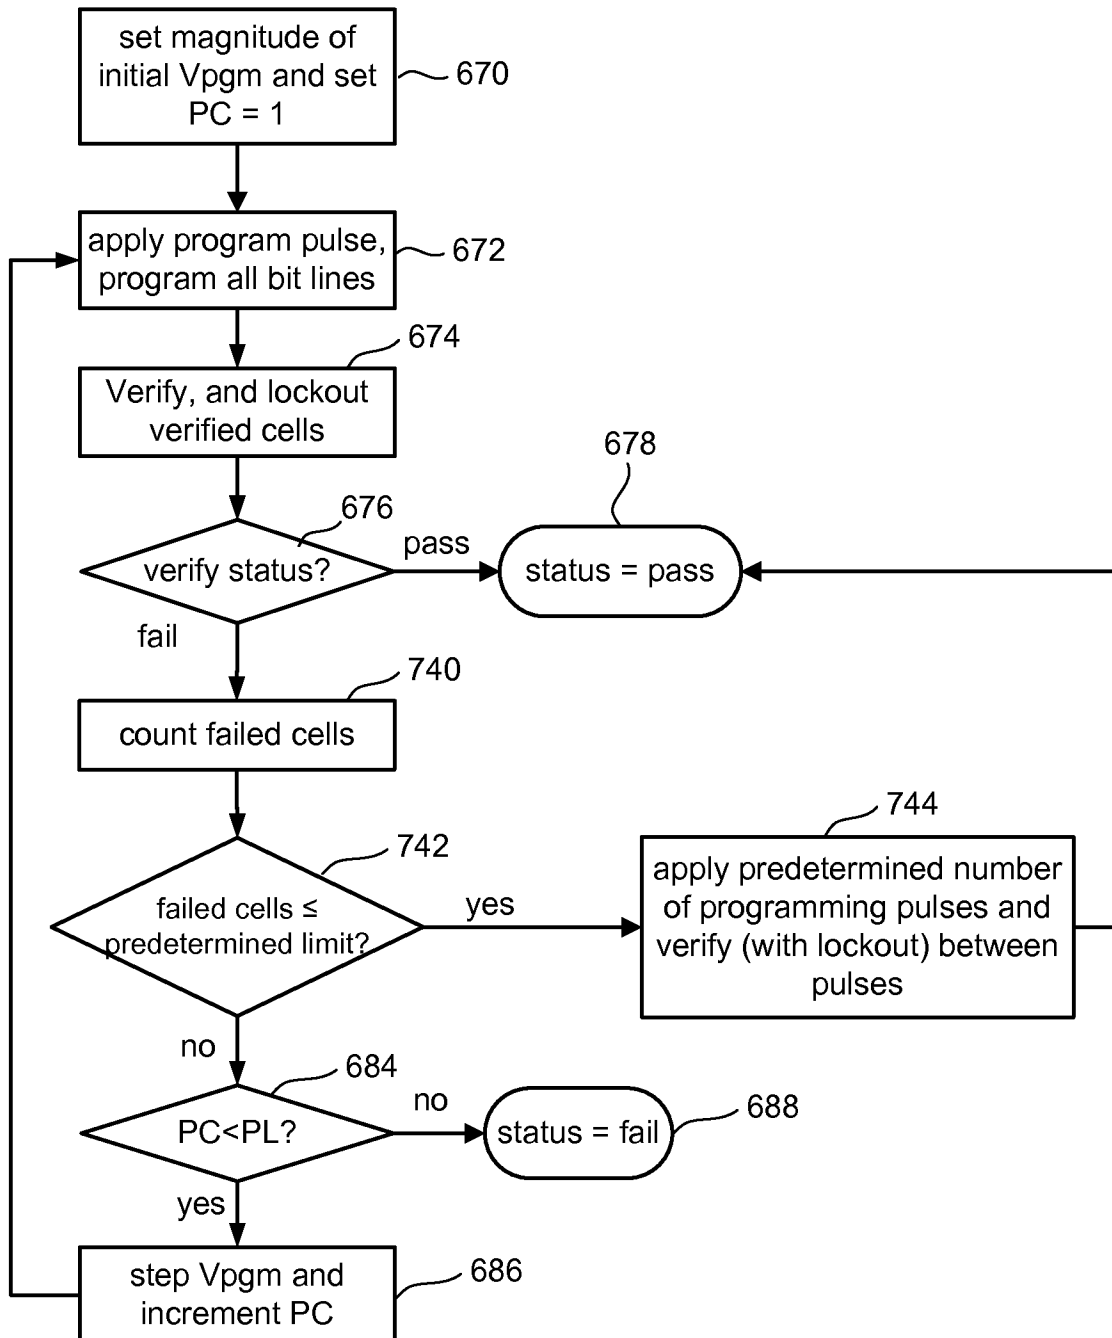 set magnitude of
initial Vpgm and set
PC = 1
670
apply program pulse,
program all bit lines
672
674
Verify, and lockout
verified cells
676
verify status?
pass
678
status = pass
fail
740
count failed cells
742
failed cells ≤
predetermined limit?
yes
744
apply predetermined number
of programming pulses and
verify (with lockout) between
pulses
no
684
PC<PL?
no
status = fail
688
yes
step Vpgm and
increment PC
686